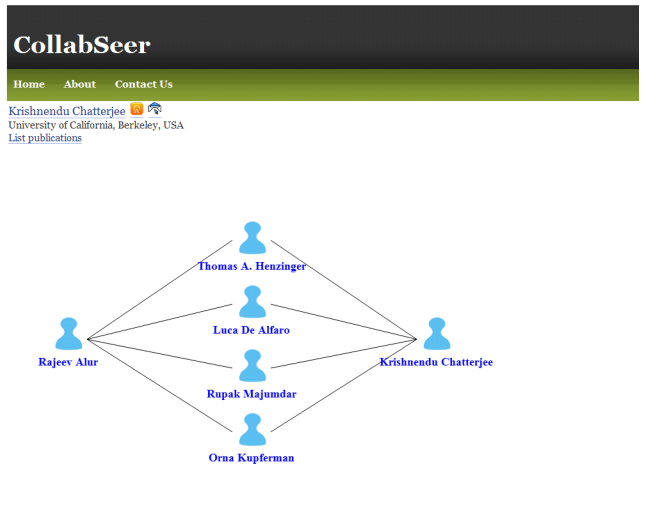 CollabSeer
Home About Contact Us
Krishnendu Chatterjee
University of California, Berkeley, USA
List publications
Thomas A. Henzinger
Luca De Alfaro
Rajeev Alur
Krishnendu Chatterjee
Rupak Majumdar
Orna Kupferman